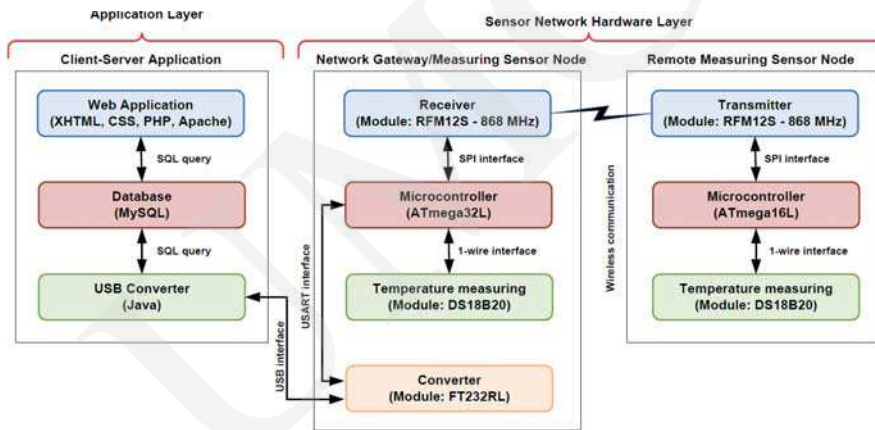 Application Layer
Sensor Network Hardware Layer
Client-Server Application
Network Gateway/Measuring Sensor Node
Remote Measuring Sensor Node
Web Application
(XHTML, CSS, PHP, Apache)
SQL query
Database
(MySQL)
SQL query
USB Converter
(Java)
USB interface
USART interface
Receiver
(Module: RFM12S - 868 MHz)
SPI interface
Microcontroller
(ATmega32L)
1-wire interface
Temperature measuring
(Module: DS18B20)
Converter
(Module: FT232RL)
Wireless communication
Transmitter
(Module: RFM12S - 868 MHz)
SPI interface
Microcontroller
(ATmega16L)
1-wire interface
Temperature measuring
(Module: DS18B20)